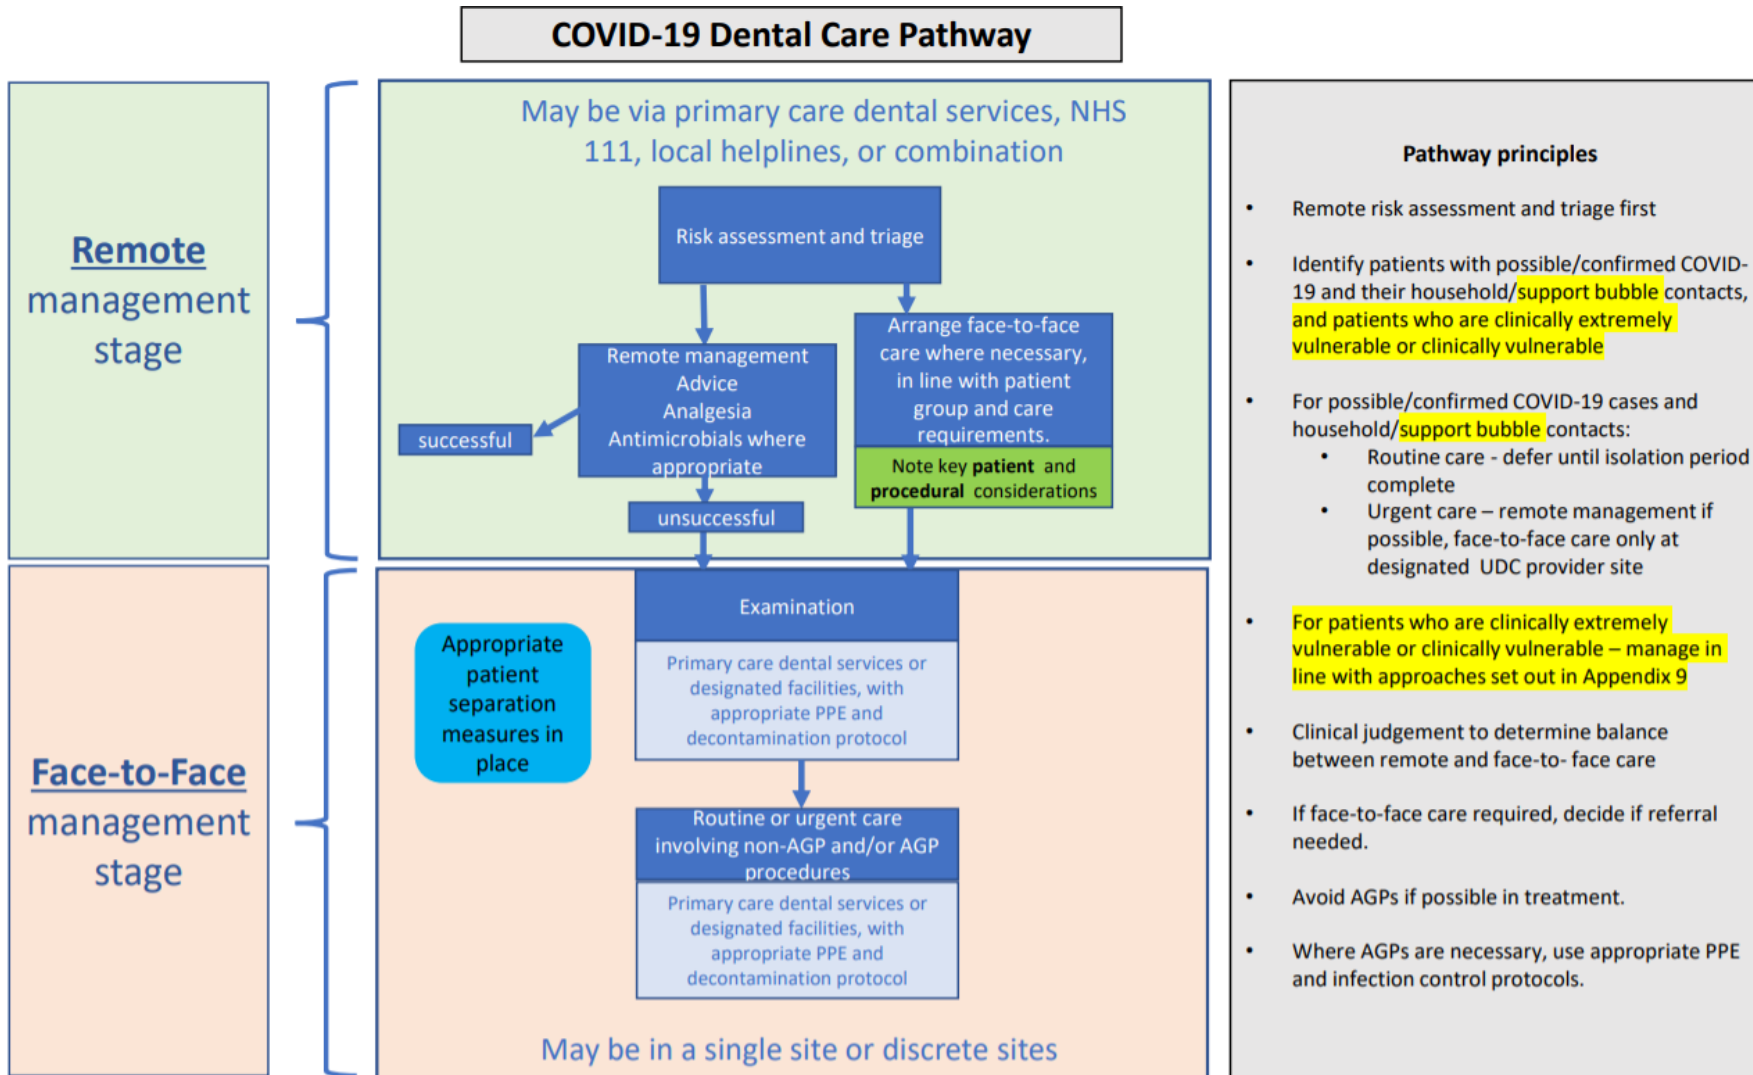 COVID-19 Dental Care Pathway
Remote
management
stage
May be via primary care dental services, NHS
111, local helplines, or combination
Risk assessment and triage
Remote management
Advice
Analgesia
Antimicrobials where
appropriate
successful
unsuccessful
Arrange face-to-face
care where necessary,
in line with patient
group and care
requirements.
Note key patient and
procedural considerations
Face-to-Face
management
stage
Appropriate
patient
separation
measures in
place
Examination
Primary care dental services or
designated facilities, with
appropriate PPE and
decontamination protocol
Routine or urgent care
involving non-AGP and/or AGP
procedures
Primary care dental services or
designated facilities, with
appropriate PPE and
decontamination protocol
May be in a single site or discrete sites
Pathway principles
• Remote risk assessment and triage first
• Identify patients with possible/confirmed COVID-
19 and their household/support bubble contacts,
and patients who are clinically extremely
vulnerable or clinically vulnerable
• For possible/confirmed COVID-19 cases and
household/support bubble contacts:
• Routine care - defer until isolation period
complete
• Urgent care – remote management if
possible, face-to-face care only at
designated UDC provider site
• For patients who are clinically extremely
vulnerable or clinically vulnerable – manage in
line with approaches set out in Appendix 9
• Clinical judgement to determine balance
between remote and face-to- face care
• If face-to-face care required, decide if referral
needed.
• Avoid AGPs if possible in treatment.
• Where AGPs are necessary, use appropriate PPE
and infection control protocols.